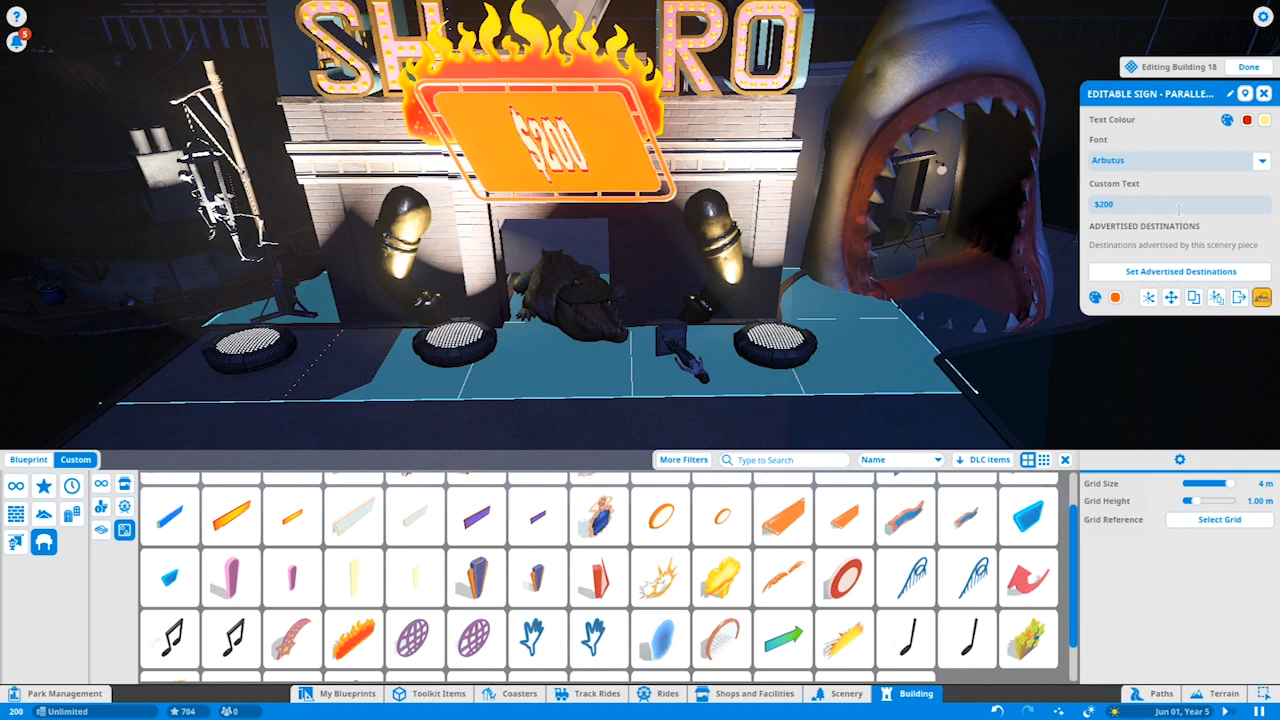 ?
5
SH
RO
$200
Editing Building 18
Done
EDITABLE SIGN - PARALLE...
Text Colour
Font
Arbutus
Custom Text
$200
ADVERTISED DESTINATIONS
Destinations advertised by this scenery piece
Set Advertised Destinations
Blueprint
Custom
More Filters
Type to Search
Name
DLC items
Grid Size
4 m
Grid Height
1.00 m
Grid Reference
Select Grid
Park Management
My Blueprints
Toolkit Items
Coasters
Track Rides
Rides
Shops and Facilities
Scenery
Building
Paths
Terrain
200
Unlimited
704
0
Jun 01, Year 5